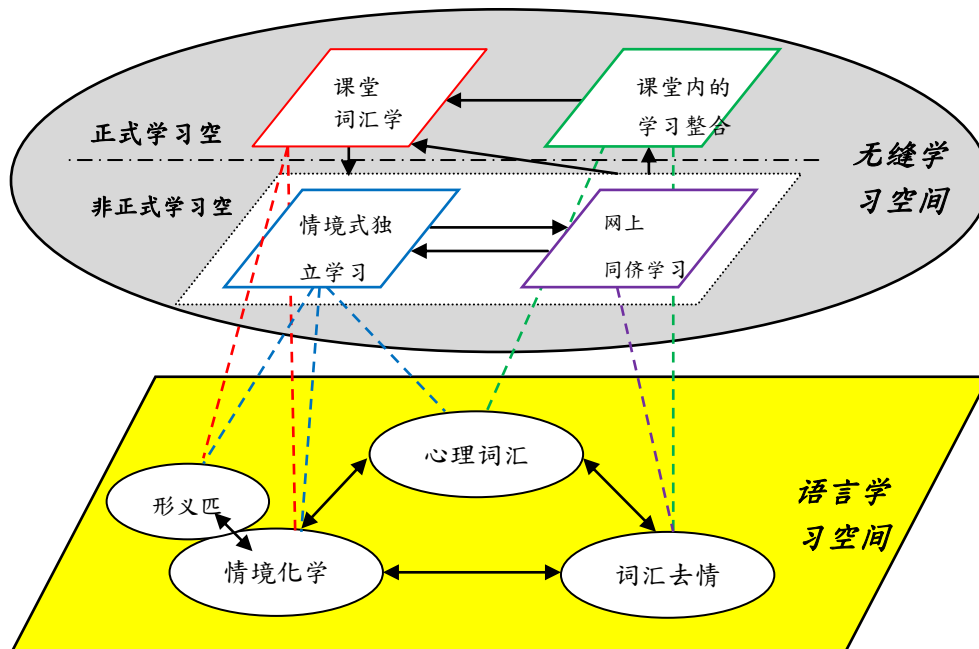 课堂
词汇学
课堂内的
学习整合
正式学习空
无缝学
习空间
非正式学习空
情境式独
立学习
网上
同侪学习
心理词汇
形义匹
情境化学
词汇去情
语言学
习空间